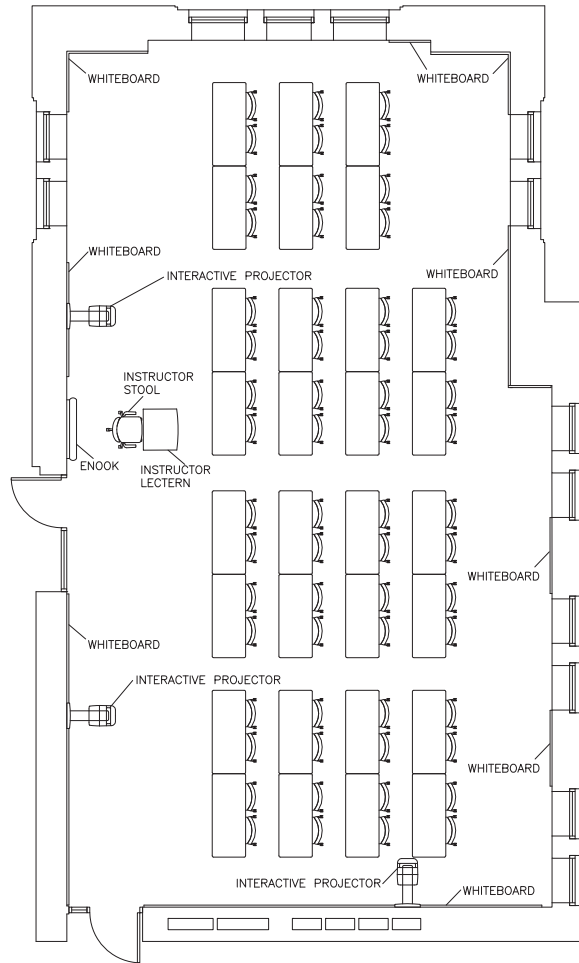 WHITEBOARD
WHITEBOARD
WHITEBOARD
WHITEBOARD
INTERACTIVE PROJECTOR
INSTRUCTOR
STOOL
ENOOK
INSTRUCTOR
LECTERN
WHITEBOARD
WHITEBOARD
INTERACTIVE PROJECTOR
WHITEBOARD
INTERACTIVE PROJECTOR
WHITEBOARD